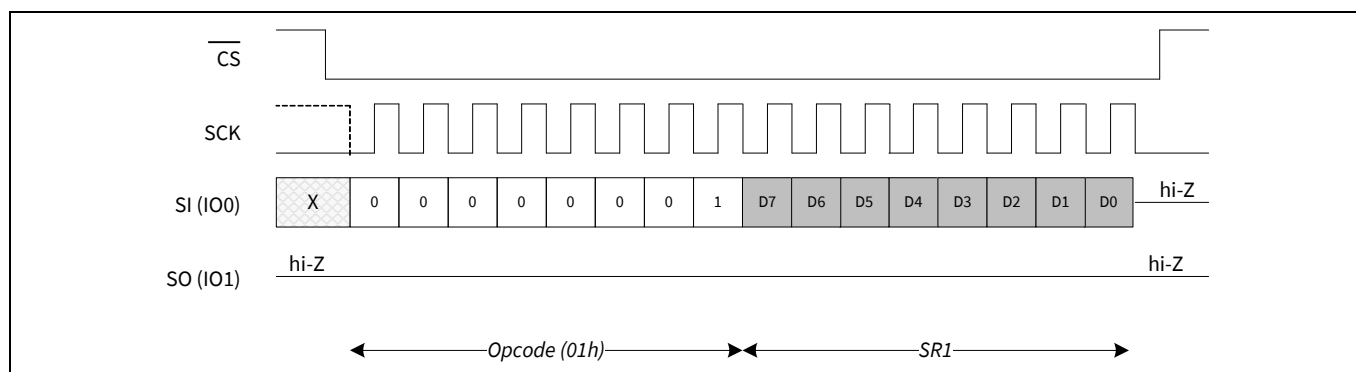 CS
SCK
SI (IO0) X 0 0 0 0 0 0 0 1 D7 D6 D5 D4 D3 D2 D1 D0 hi-Z
hi-Z hi-Z
SO (IO1)
Opcode (01h) SR1